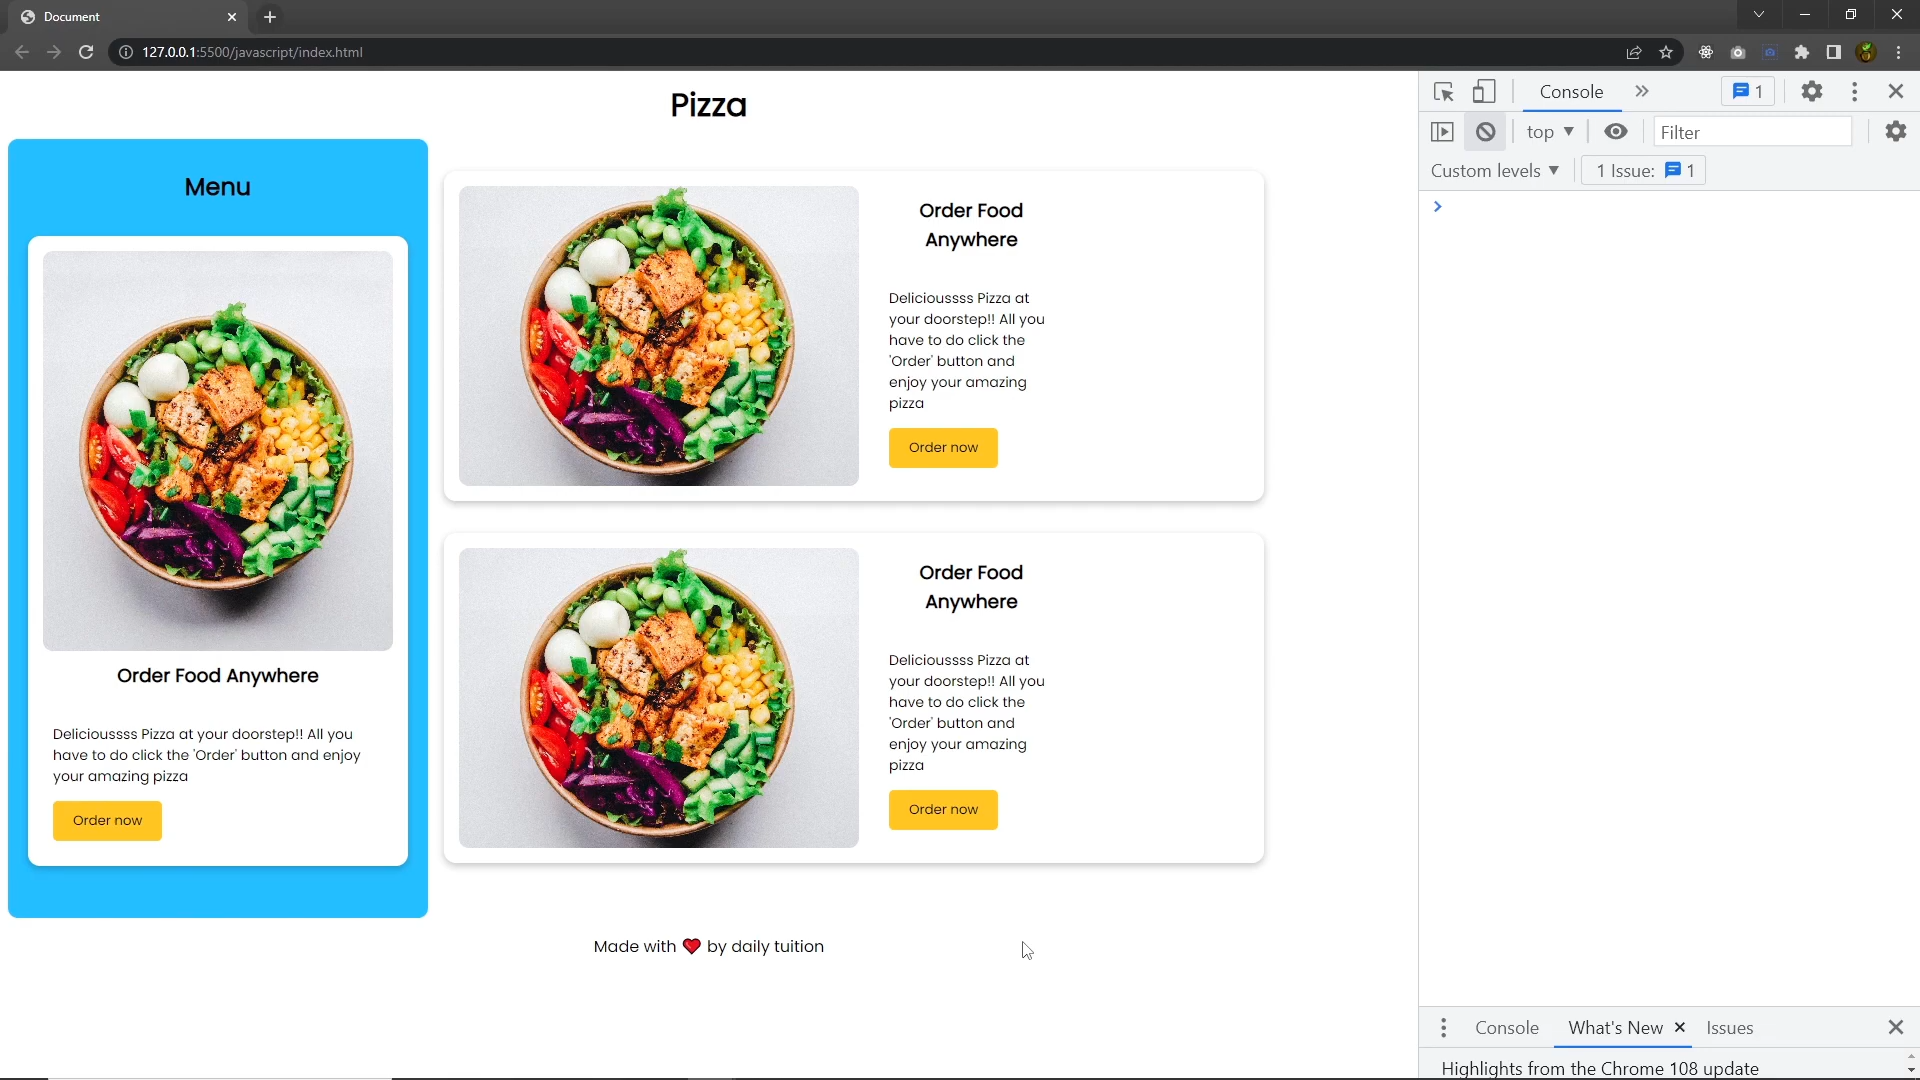 Document
127.0.0.1:5500/javascript/index.html
Pizza
Menu
Order Food Anywhere
Delicioussss Pizza at your doorstep!! All you
have to do click the 'Order' button and enjoy
your amazing pizza
Order now
Order Food
Anywhere
Delicioussss Pizza at
your doorstep!! All you
have to do click the
'Order' button and
enjoy your amazing
pizza
Order now
Order Food
Anywhere
Delicioussss Pizza at
your doorstep!! All you
have to do click the
'Order' button and
enjoy your amazing
pizza
Order now
Made with ❤ by daily tuition
Console
1
top
Filter
Custom levels
1 Issue: 1
Console
What's New
Issues
Highlights from the Chrome 108 update